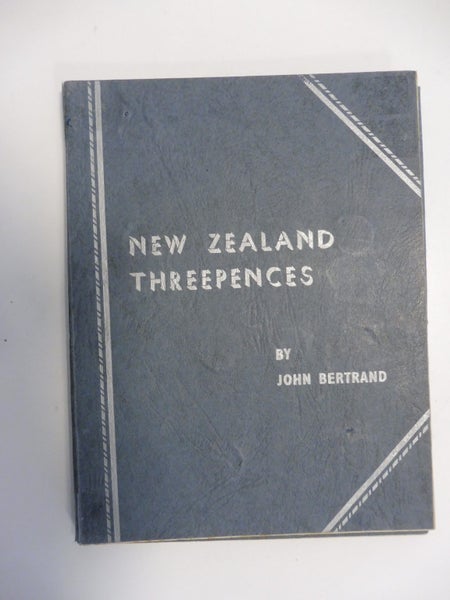 NEW ZEALAND
THREEPENCES
BY
JOHN BERTRAND